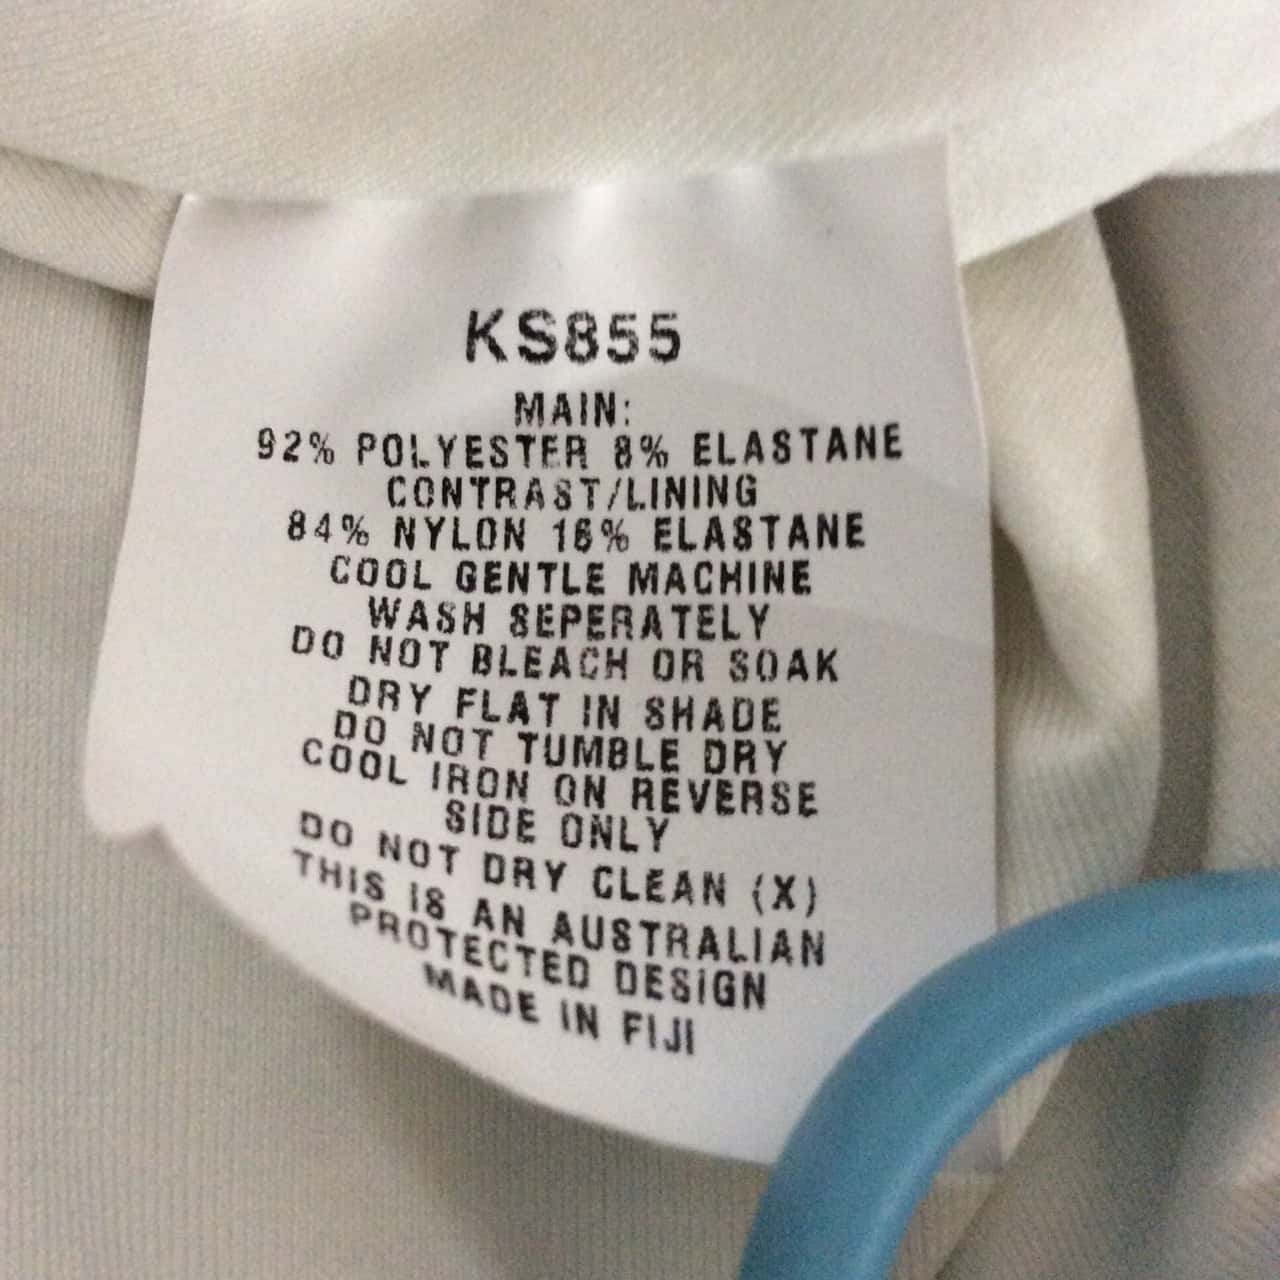 KS855
MAIN:
92% POLYESTER 8% ELASTANE
CONTRAST/LINING
84% NYLON 16% ELASTANE
COOL GENTLE MACHINE
WASH SEPERATELY
DO NOT BLEACH OR SOAK
DRY FLAT IN SHADE
DO NOT TUMBLE DRY
COOL IRON ON REVERSE
SIDE ONLY
DO NOT DRY CLEAN (X)
THIS IS AN AUSTRALIAN
PROTECTED DESIGN
MADE IN FIJI